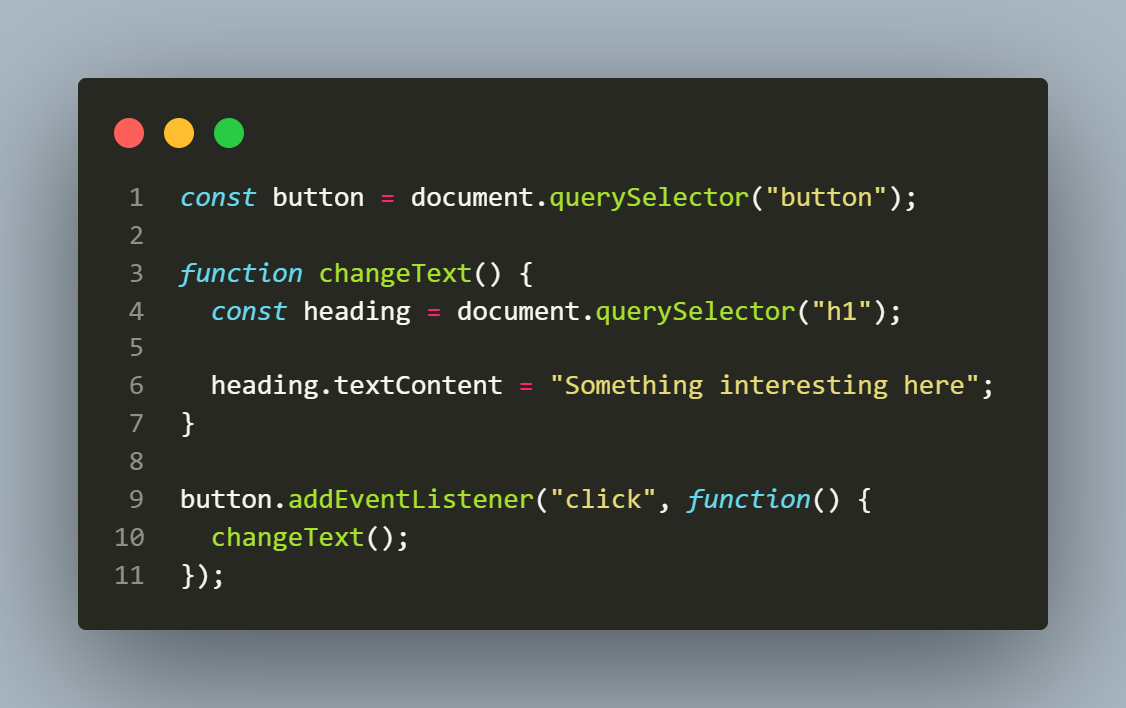 1 const button = document.querySelector("button");
2
3 function changeText() {
4   const heading = document.querySelector("h1");
5
6   heading.textContent = "Something interesting here";
7 }
8
9 button.addEventListener("click", function() {
10   changeText();
11 });